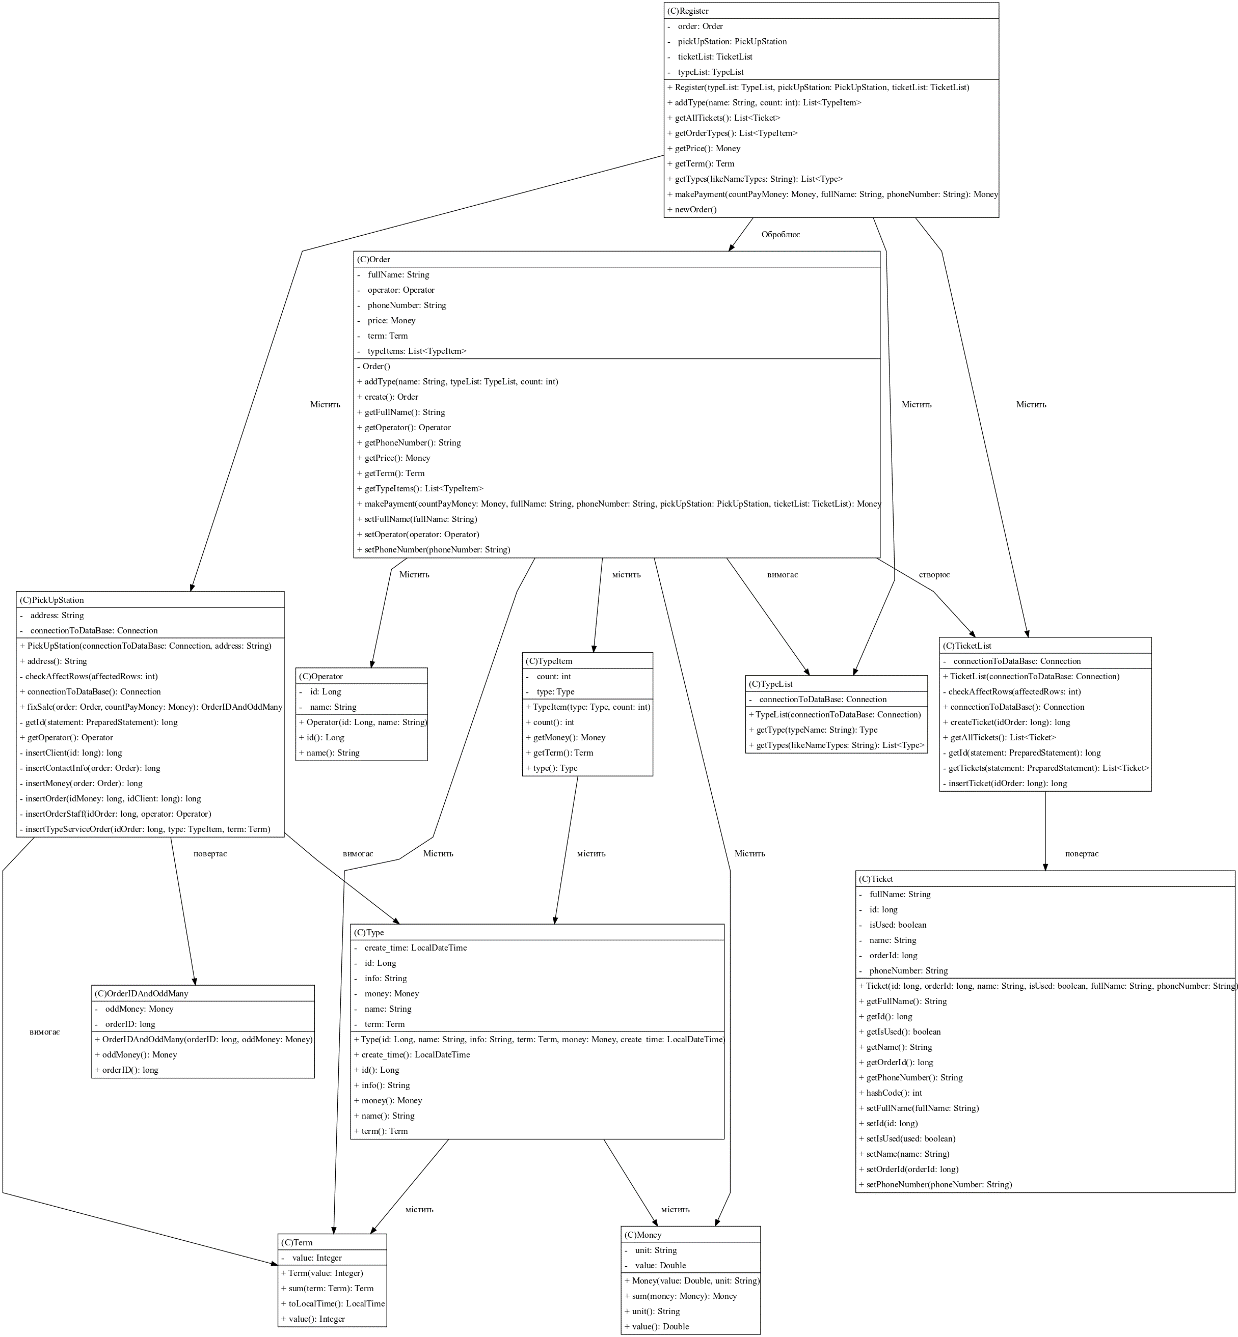 (C)Register
- order: Order
- pickUpStation: PickUpStation
- ticketList: TicketList
- typeList: TypeList
+ Register(typeList: TypeList, pickUpStation: PickUpStation, ticketList: TicketList)
+ addType(name: String, count: int): List<TypeItem>
+ getAllTickets(): List<Ticket>
+ getOrderTypes(): List<TypeItem>
+ getPrice(): Money
+ getTerm(): Term
+ getTypes(likeNameTypes: String): List<Type>
+ makePayment(countPayMoney: Money, fullName: String, phoneNumber: String): Money
+ newOrder()
Оброблює
(C)Order
- fullName: String
- operator: Operator
- phoneNumber: String
- price: Money
- term: Term
- typeItems: List<TypeItem>
- Order()
+ addType(name: String, typeList: TypeList, count: int)
+ create(): Order
+ getFullName(): String
+ getOperator(): Operator
+ getPhoneNumber(): String
+ getPrice(): Money
+ getTerm(): Term
+ getTypeItems(): List<TypeItem>
+ makePayment(countPayMoney: Money, fullName: String, phoneNumber: String, pickUpStation: PickUpStation, ticketList: TicketList): Money
+ setFullName(fullName: String)
+ setOperator(operator: Operator)
+ setPhoneNumber(phoneNumber: String)
Містить
Містить
Містить
Містить
містить
вимогає
створює
(C)PickUpStation
- address: String
- connectionToDataBase: Connection
+ PickUpStation(connectionToDataBase: Connection, address: String)
+ address(): String
- checkAffectRows(affectedRows: int)
+ connectionToDataBase(): Connection
+ fixSale(order: Order, countPayMoney: Money): OrderIDAndOddMany
- getId(statement: PreparedStatement): long
+ getOperator(): Operator
- insertClient(id: long): long
- insertContactInfo(order: Order): long
- insertMoney(order: Order): long
- insertOrder(idMoney: long, idClient: long): long
- insertOrderStaff(idOrder: long, operator: Operator)
- insertTypeServiceOrder(idOrder: long, type: TypeItem, term: Term)
(C)Operator
- id: Long
- name: String
+ Operator(id: Long, name: String)
+ id(): Long
+ name(): String
(C)TypeItem
- count: int
- type: Type
+ TypeItem(type: Type, count: int)
+ count(): int
+ getMoney(): Money
+ getTerm(): Term
+ type(): Type
(C)TypeList
- connectionToDataBase: Connection
+ TypeList(connectionToDataBase: Connection)
+ getType(typeName: String): Type
+ getTypes(likeNameTypes: String): List<Type>
(C)TicketList
- connectionToDataBase: Connection
+ TicketList(connectionToDataBase: Connection)
- checkAffectRows(affectedRows: int)
+ connectionToDataBase(): Connection
+ createTicket(idOrder: long): long
+ getAllTickets(): List<Ticket>
- getId(statement: PreparedStatement): long
- getTickets(statement: PreparedStatement): List<Ticket>
- insertTicket(idOrder: long): long
повертає
вимогає
Містить
містить
Містить
повертає
(C)Ticket
- fullName: String
- id: long
- isUsed: boolean
- name: String
- orderId: long
- phoneNumber: String
+ Ticket(id: long, orderId: long, name: String, isUsed: boolean, fullName: String, phoneNumber: String)
+ getFullName(): String
+ getId(): long
+ getIsUsed(): boolean
+ getName(): String
+ getOrderId(): long
+ getPhoneNumber(): String
+ hashCode(): int
+ setFullName(fullName: String)
+ setId(id: long)
+ setIsUsed(used: boolean)
+ setName(name: String)
+ setOrderId(orderId: long)
+ setPhoneNumber(phoneNumber: String)
(C)Type
- create_time: LocalDateTime
- id: Long
- info: String
- money: Money
- name: String
- term: Term
+ Type(id: Long, name: String, info: String, term: Term, money: Money, create_time: LocalDateTime)
+ create_time(): LocalDateTime
+ id(): Long
+ info(): String
+ money(): Money
+ name(): String
+ term(): Term
(C)OrderIDAndOddMany
- oddMoney: Money
- orderID: long
+ OrderIDAndOddMany(orderID: long, oddMoney: Money)
+ oddMoney(): Money
+ orderID(): long
вимогає
містить
містить
(C)Term
- value: Integer
+ Term(value: Integer)
+ sum(term: Term): Term
+ toLocalTime(): LocalTime
+ value(): Integer
(C)Money
- unit: String
- value: Double
+ Money(value: Double, unit: String)
+ sum(money: Money): Money
+ unit(): String
+ value(): Double